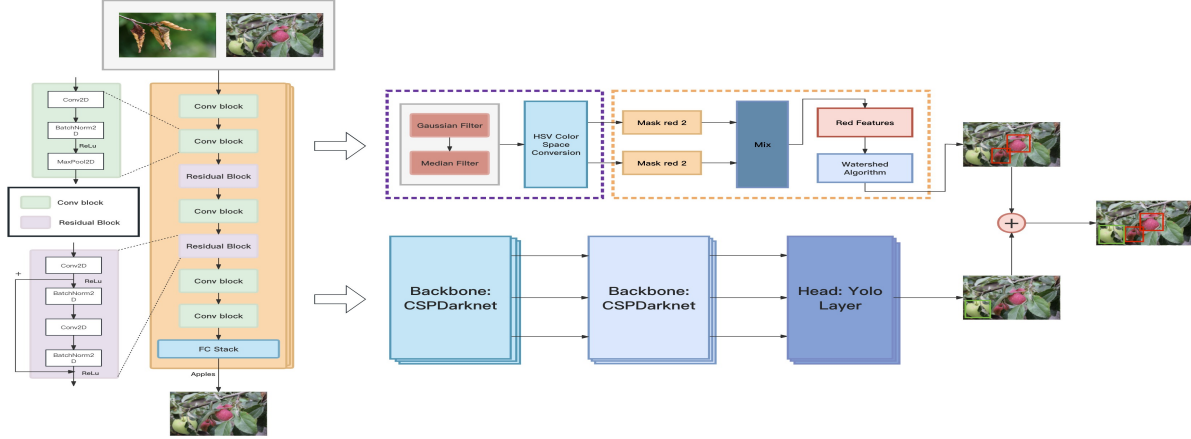 Conv2D
BatchNorm2
D
ReLu
MaxPool2D
Conv block
Residual Block
Conv2D
+
ReLU
BatchNorm2
D
Conv2D
BatchNorm2
D
ReLu
Conv block
Conv block
Residual Block
Conv block
Residual Block
Conv block
Conv block
FC Stack
Apples
Gaussian Filter
Median Filter
HSV Color
Space
Conversion
Mask red 2
Mask red 2
Mix
Red Features
Watershed
Algorithm
Backbone:
CSPDarknet
Backbone:
CSPDarknet
Head: Yolo
Layer
+